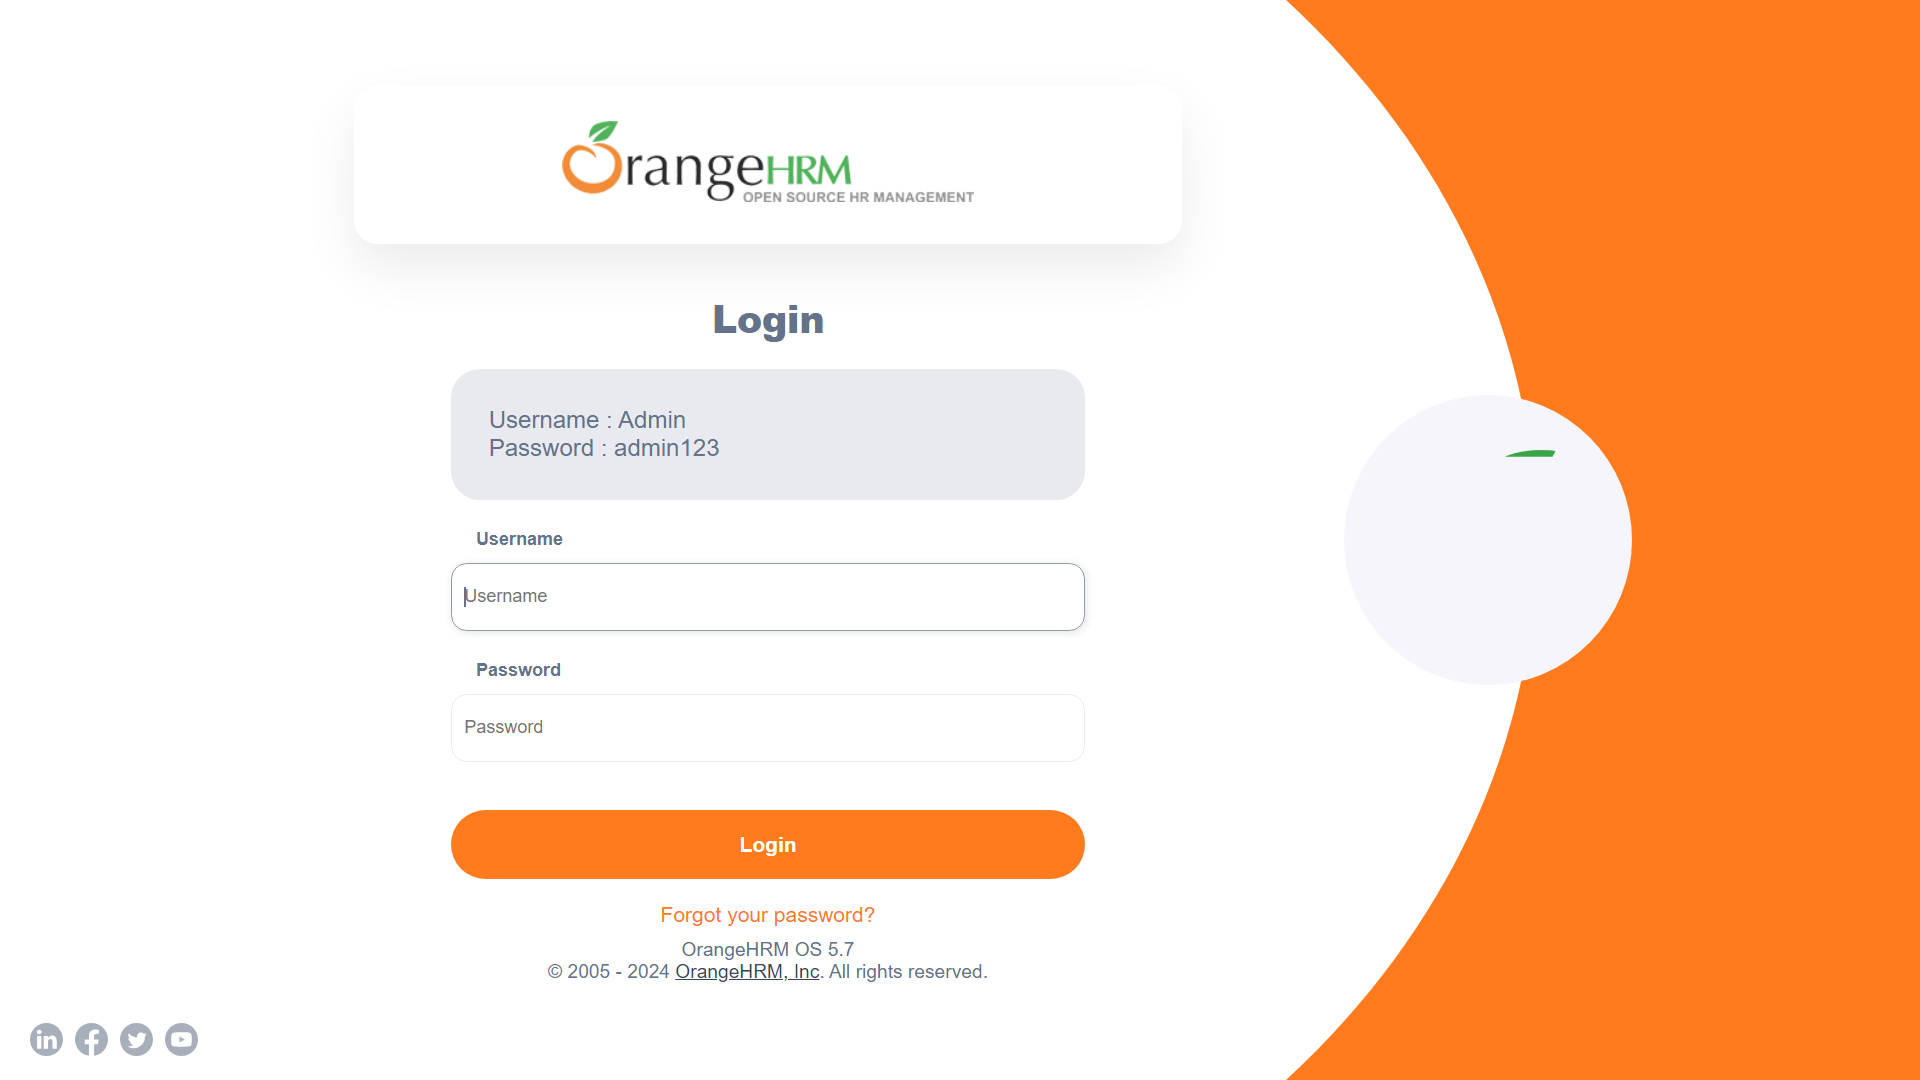 OrangeHRM
OPEN SOURCE HR MANAGEMENT
Login
Username : Admin
Password : admin123
Username
Username
Password
Password
Login
Forgot your password?
OrangeHRM OS 5.7
© 2005 - 2024 OrangeHRM, Inc. All rights reserved.
in